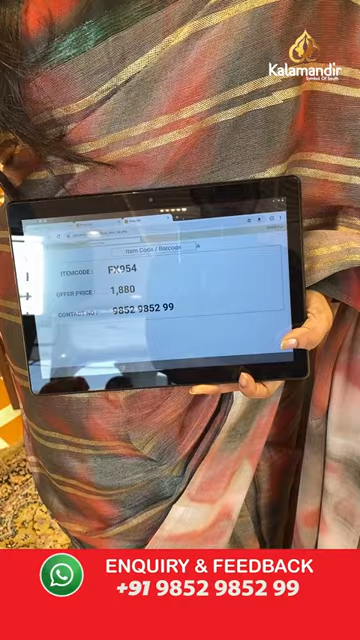 Kalamandir
Symbol Of South
Item Code / Barcode
ITEMCODE : FX954
OFFER PRICE : 1,880
CONTACT NO : 9852 9852 99
ENQUIRY & FEEDBACK
+91 9852 9852 99